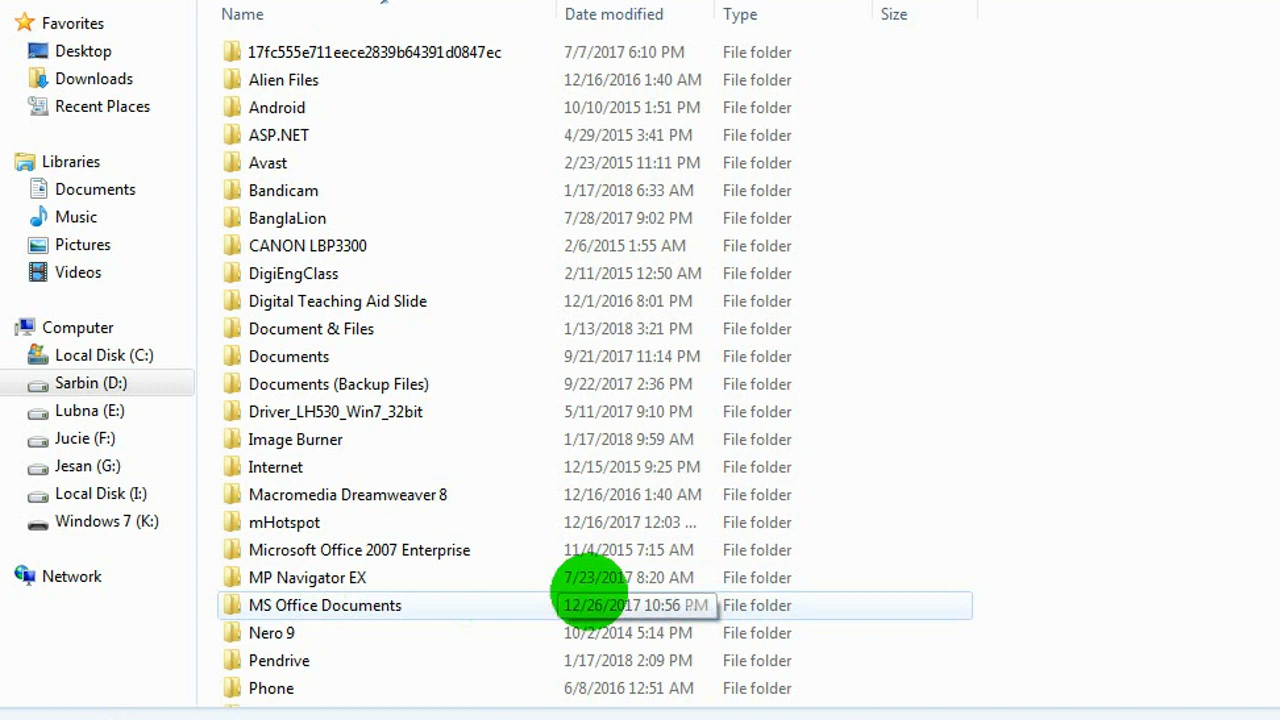 Favorites
Desktop
Downloads
Recent Places
Libraries
Documents
Music
Pictures
Videos
Computer
Local Disk (C:)
Sarbin (D:)
Lubna (E:)
Jucie (F:)
Jesan (G:)
Local Disk (I:)
Windows 7 (K:)
Network
Name Date modified Type Size
17fc555e711eece2839b64391d0847ec 7/7/2017 6:10 PM File folder
Alien Files 12/16/2016 1:40 AM File folder
Android 10/10/2015 1:51 PM File folder
ASP.NET 4/29/2015 3:41 PM File folder
Avast 2/23/2015 11:11 PM File folder
Bandicam 1/17/2018 6:33 AM File folder
BanglaLion 7/28/2017 9:02 PM File folder
CANON LBP3300 2/6/2015 1:55 AM File folder
DigiEngClass 2/11/2015 12:50 AM File folder
Digital Teaching Aid Slide 12/1/2016 8:01 PM File folder
Document & Files 1/13/2018 3:21 PM File folder
Documents 9/21/2017 11:14 PM File folder
Documents (Backup Files) 9/22/2017 2:36 PM File folder
Driver_LH530_Win7_32bit 5/11/2017 9:10 PM File folder
Image Burner 1/17/2018 9:59 AM File folder
Internet 12/15/2015 9:25 PM File folder
Macromedia Dreamweaver 8 12/16/2016 1:40 AM File folder
mHotspot 12/16/2017 12:03 ... File folder
Microsoft Office 2007 Enterprise 11/4/2015 7:15 AM File folder
MP Navigator EX 7/23/2017 8:20 AM File folder
MS Office Documents 12/26/2017 10:56 PM File folder
Nero 9 10/2/2014 5:14 PM File folder
Pendrive 1/17/2018 2:09 PM File folder
Phone 6/8/2016 12:51 AM File folder